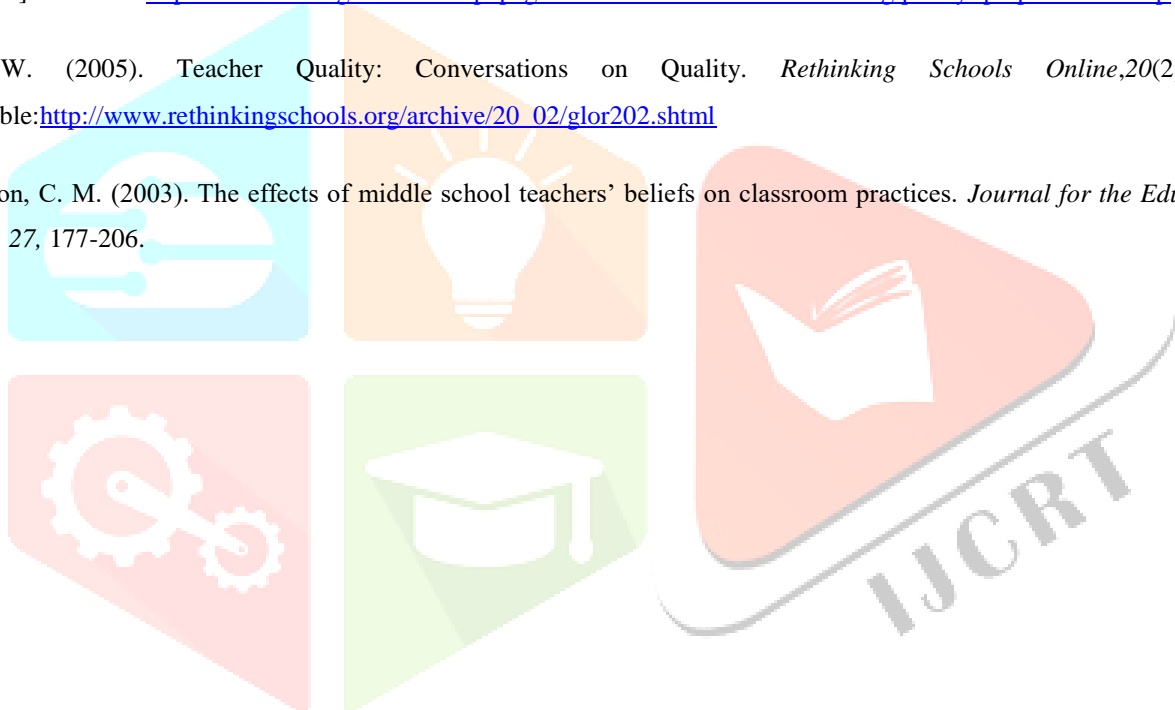 W. (2005). Teacher Quality: Conversations on Quality. Rethinking Schools Online,20(2
ble:http://www.rethinkingschools.org/archive/20_02/glor202.shtml
on, C. M. (2003). The effects of middle school teachers’ beliefs on classroom practices. Journal for the Edu
27, 177-206.
IJCRT